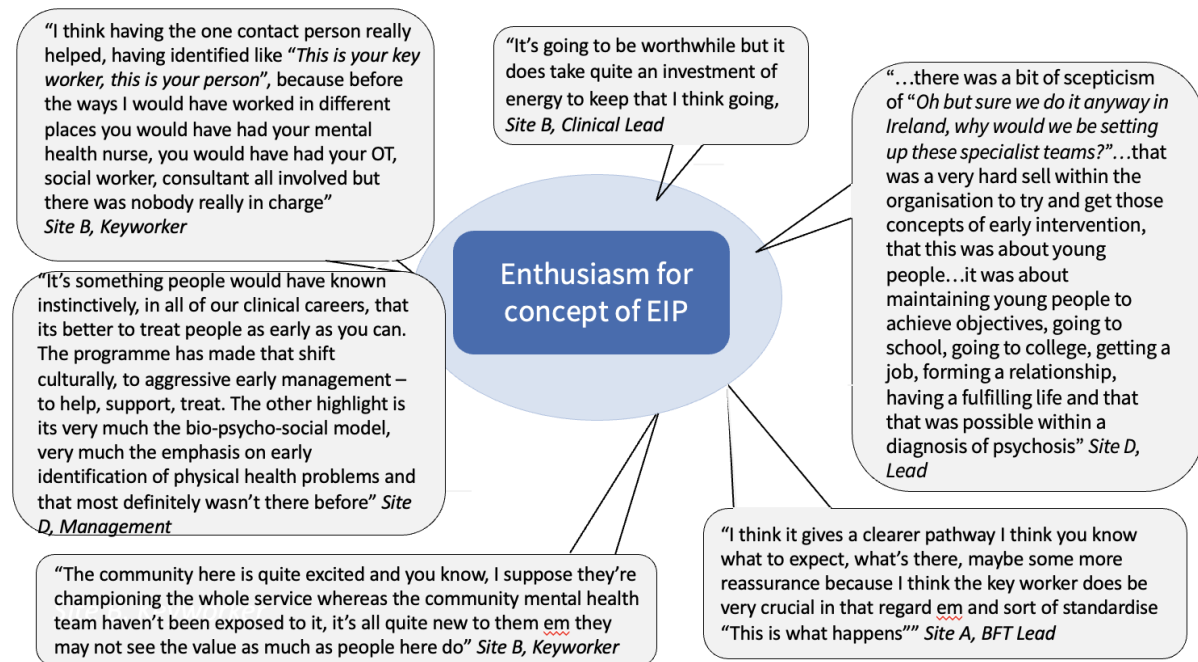 “I think having the one contact person really
helped, having identified like “This is your key
worker, this is your person”, because before
the ways I would have worked in different
places you would have had your mental
health nurse, you would have had your OT,
social worker, consultant all involved but
there was nobody really in charge”
Site B, Keyworker
“It’s going to be worthwhile but it
does take quite an investment of
energy to keep that I think going,
Site B, Clinical Lead
“…there was a bit of scepticism
of “Oh but sure we do it anyway in
Ireland, why would we be setting
up these specialist teams?”…that
was a very hard sell within the
organisation to try and get those
concepts of early intervention,
that this was about young
people…it was about
maintaining young people to
achieve objectives, going to
school, going to college, getting a
job, forming a relationship,
having a fulfilling life and that
that was possible within a
diagnosis of psychosis” Site D,
Lead
Enthusiasm for
concept of EIP
“It’s something people would have known
instinctively, in all of our clinical careers, that
its better to treat people as early as you can.
The programme has made that shift
culturally, to aggressive early management –
to help, support, treat. The other highlight is
its very much the bio-psycho-social model,
very much the emphasis on early
identification of physical health problems and
that most definitely wasn’t there before” Site
D, Management
“The community here is quite excited and you know, I suppose they’re
championing the whole service whereas the community mental health
team haven’t been exposed to it, it’s all quite new to them em they
may not see the value as much as people here do” Site B, Keyworker
Site B, Keyworker
“I think it gives a clearer pathway I think you know
what to expect, what’s there, maybe some more
reassurance because I think the key worker does be
very crucial in that regard em and sort of standardise
“This is what happens”” Site A, BFT Lead